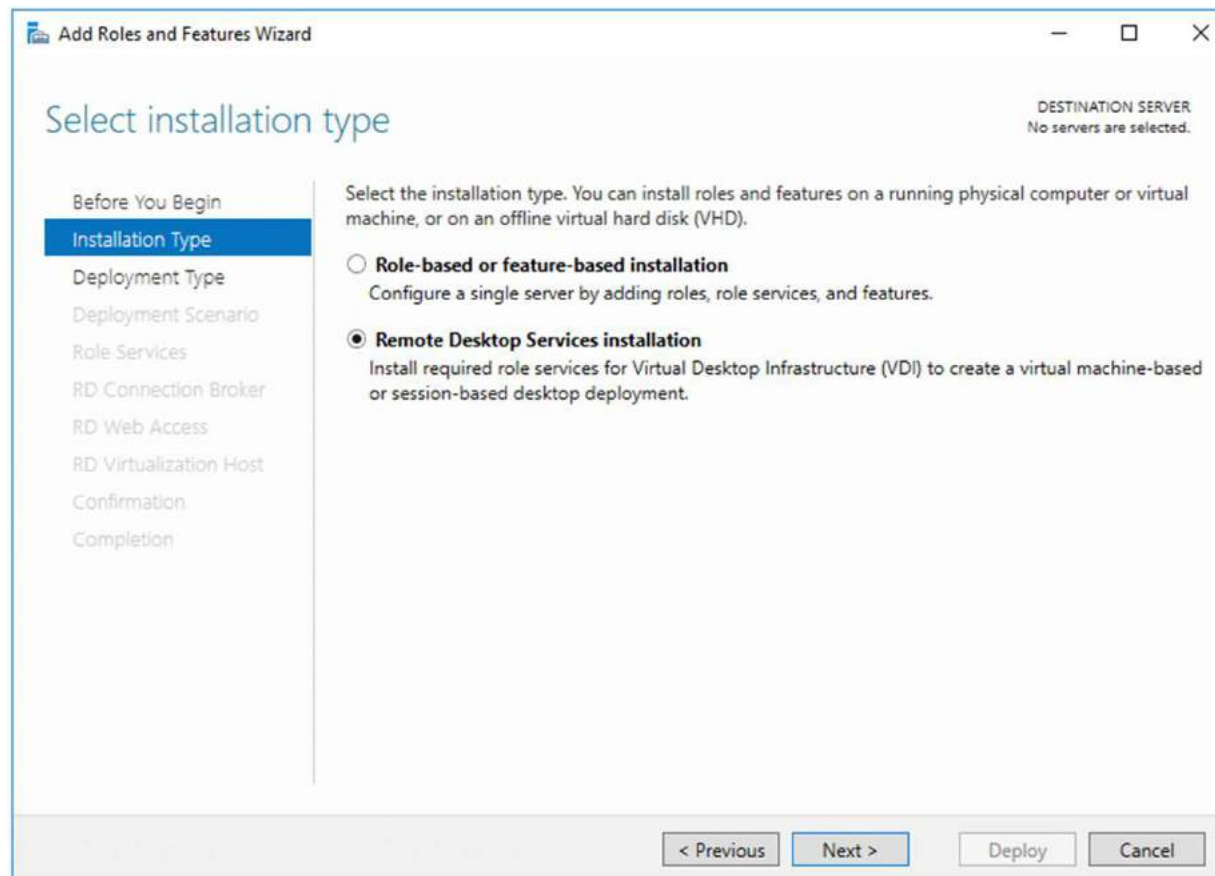 Add Roles and Features Wizard
Select installation type
DESTINATION SERVER
No servers are selected.
Before You Begin
Installation Type
Deployment Type
Deployment Scenario
Role Services
RD Connection Broker
RD Web Access
RD Virtualization Host
Confirmation
Completion
Select the installation type. You can install roles and features on a running physical computer or virtual
machine, or on an offline virtual hard disk (VHD).
Role-based or feature-based installation
Configure a single server by adding roles, role services, and features.
Remote Desktop Services installation
Install required role services for Virtual Desktop Infrastructure (VDI) to create a virtual machine-based
or session-based desktop deployment.
< Previous
Next >
Deploy
Cancel